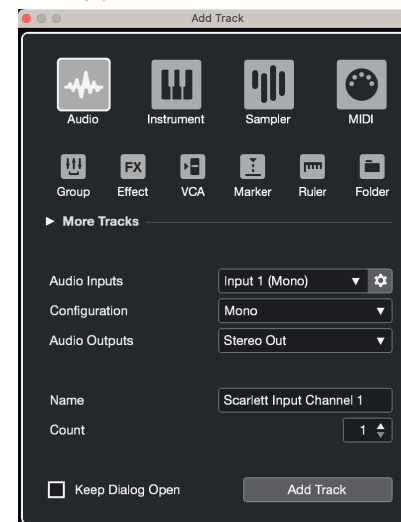 Add Track
Audio Instrument Sampler MIDI
FX
Group Effect VCA Marker Ruler Folder
More Tracks
Audio Inputs Input 1 (Mono)
Configuration Mono
Audio Outputs Stereo Out
Name Scarlett Input Channel 1
Count 1
Keep Dialog Open Add Track